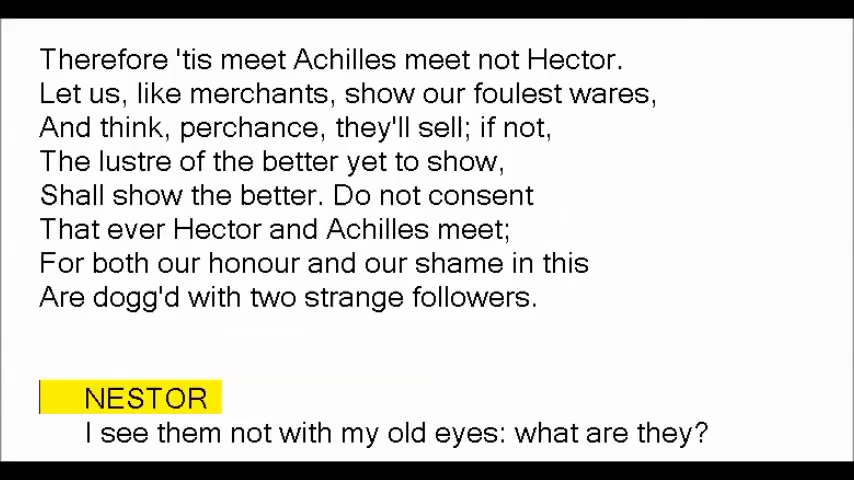 Therefore 'tis meet Achilles meet not Hector.
Let us, like merchants, show our foulest wares,
And think, perchance, they'll sell; if not,
The lustre of the better yet to show,
Shall show the better. Do not consent
That ever Hector and Achilles meet;
For both our honour and our shame in this
Are dogg'd with two strange followers.
NESTOR
I see them not with my old eyes: what are they?